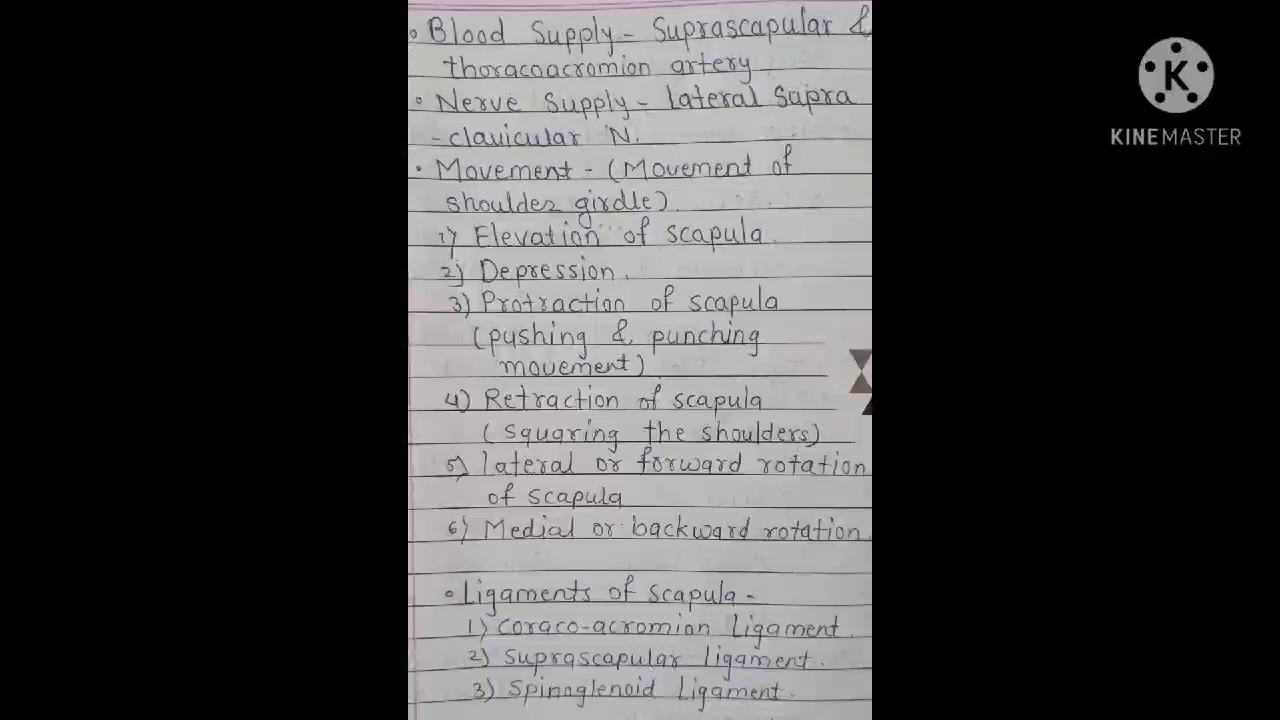 • Blood Supply - Suprascapular &
thoracoacromion artery
• Nerve Supply - Lateral Supra
-clavicular N.
• Movement - (Movement of
shoulder girdle)
1) Elevation of scapula.
2) Depression.
3) Protraction of scapula
(pushing & punching
movement)
4) Retraction of scapula
(squaring the shoulders)
5) lateral or forward rotation
of scapula
6) Medial or backward rotation.
• Ligaments of scapula -
1) Coraco-acromion Ligament
2) Suprascapular ligament.
3) Spinoglenoid Ligament.
K
KINEMASTER